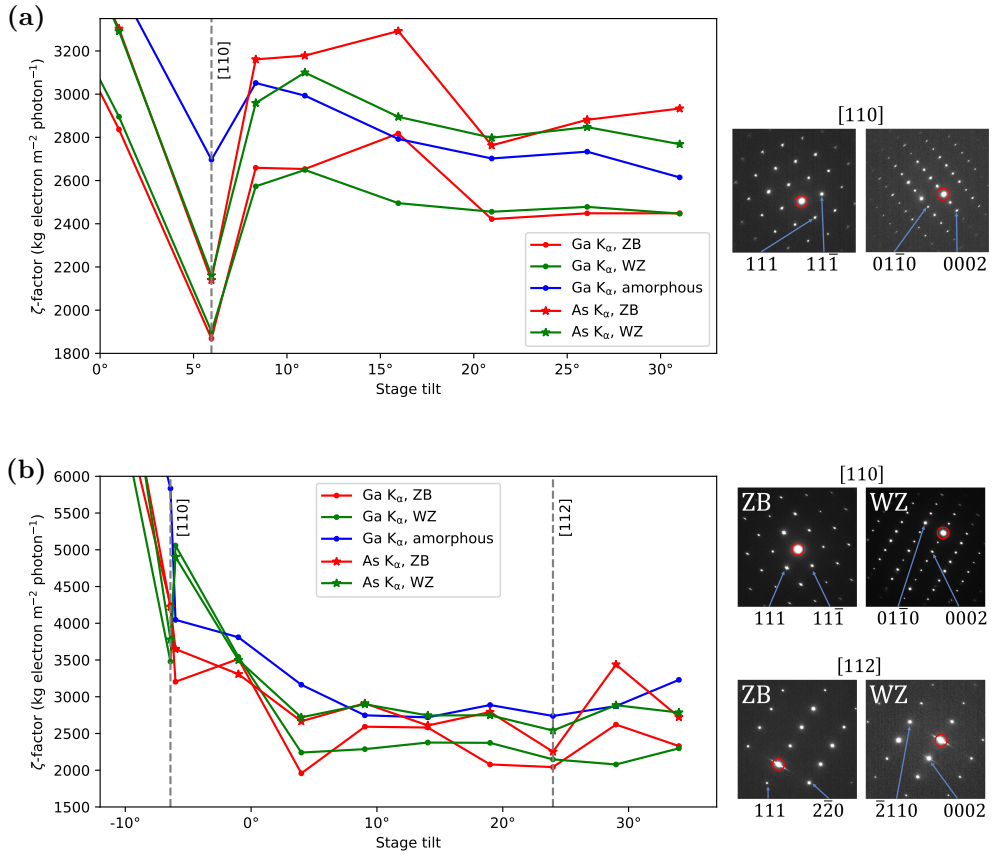 (a)
ζ-factor (kg electron m⁻² photon⁻¹)
3200
3000
2800
2600
2400
2200
2000
1800
[110]
Ga Kα, ZB
Ga Kα, WZ
Ga Kα, amorphous
As Kα, ZB
As Kα, WZ
0° 5° 10° 15° 20° 25° 30°
Stage tilt
[110]
111 111̅ 011̅0 0002
(b)
ζ-factor (kg electron m⁻² photon⁻¹)
6000
5500
5000
4500
4000
3500
3000
2500
2000
1500
[110]
[112]
Ga Kα, ZB
Ga Kα, WZ
Ga Kα, amorphous
As Kα, ZB
As Kα, WZ
-10° 0° 10° 20° 30°
Stage tilt
[110]
ZB WZ
111 111̅ 011̅0 0002
[112]
ZB WZ
111 22̅0 2̅110 0002